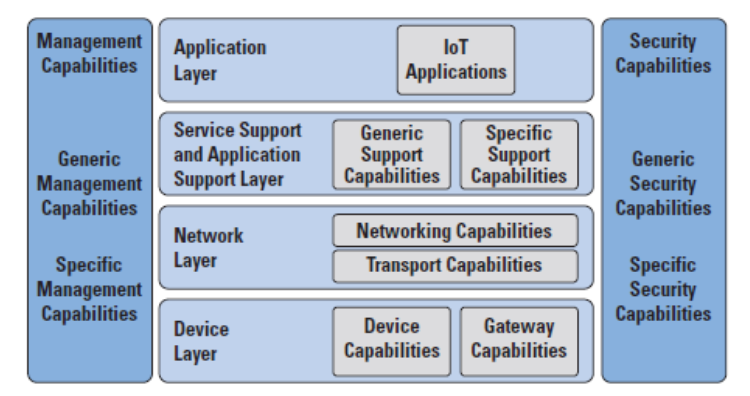 Management
Capabilities
Generic
Management
Capabilities
Specific
Management
Capabilities
Application
Layer
IoT
Applications
Service Support
and Application
Support Layer
Generic
Support
Capabilities
Specific
Support
Capabilities
Network
Layer
Networking Capabilities
Transport Capabilities
Device
Layer
Device
Capabilities
Gateway
Capabilities
Security
Capabilities
Generic
Security
Capabilities
Specific
Security
Capabilities